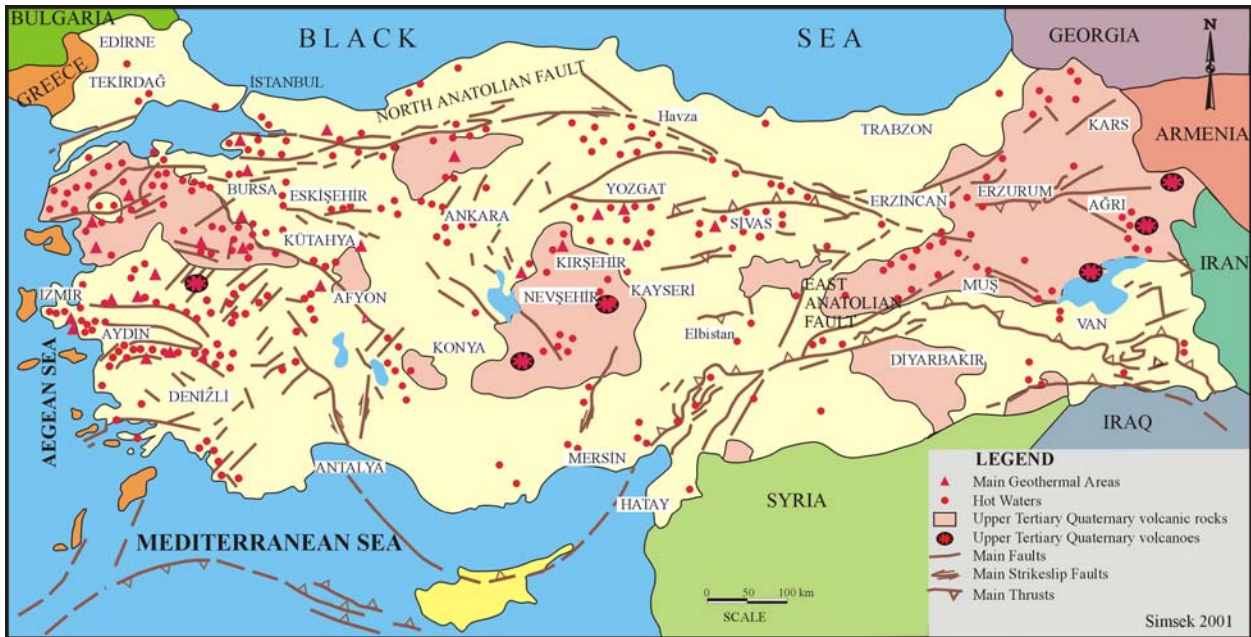 BULGARIA
EDİRNE
TEKİRDAĞ
GREECE
BLACK SEA
İSTANBUL
NORTH ANATOLIAN FAULT
Havza
TRABZON
GEORGIA
N
KARS
ARMENIA
BURSA
ESKİŞEHİR
ANKARA
YOZGAT
SİVAS
ERZİNCAN
ERZURUM
AĞRI
KÜTAHYA
KIRŞEHİR
IRAN
İZMİR
AFYON
NEVŞEHİR
KAYSERİ
EAST
ANATOLIAN
FAULT
MUŞ
VAN
AYDIN
KONYA
Elbistan
DİYARBAKIR
AEGEAN SEA
DENİZLİ
ANTALYA
MERSİN
HATAY
IRAQ
SYRIA
MEDITERRANEAN SEA
0 50 100 km
SCALE
LEGEND
Main Geothermal Areas
Hot Waters
Upper Tertiary Quaternary volcanic rocks
Upper Tertiary Quaternary volcanoes
Main Faults
Main Strikeslip Faults
Main Thrusts
Simsek 2001